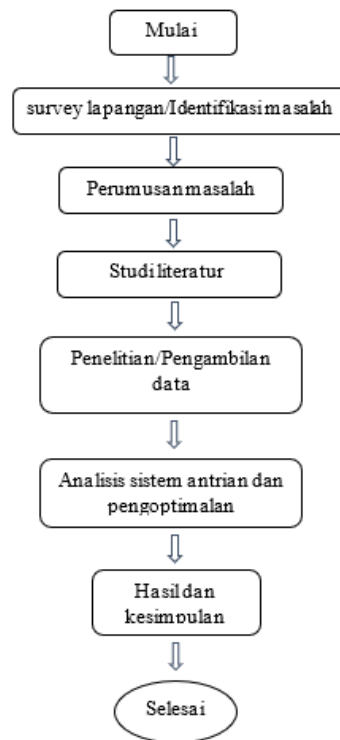 Mulai
survey lapangan/Identifikasi masalah
Perumusan masalah
Studi literatur
Penelitian/Pengambilan
data
Analisis sistem antrian dan
pengoptimalan
Hasil dan
kesimpulan
Selesai